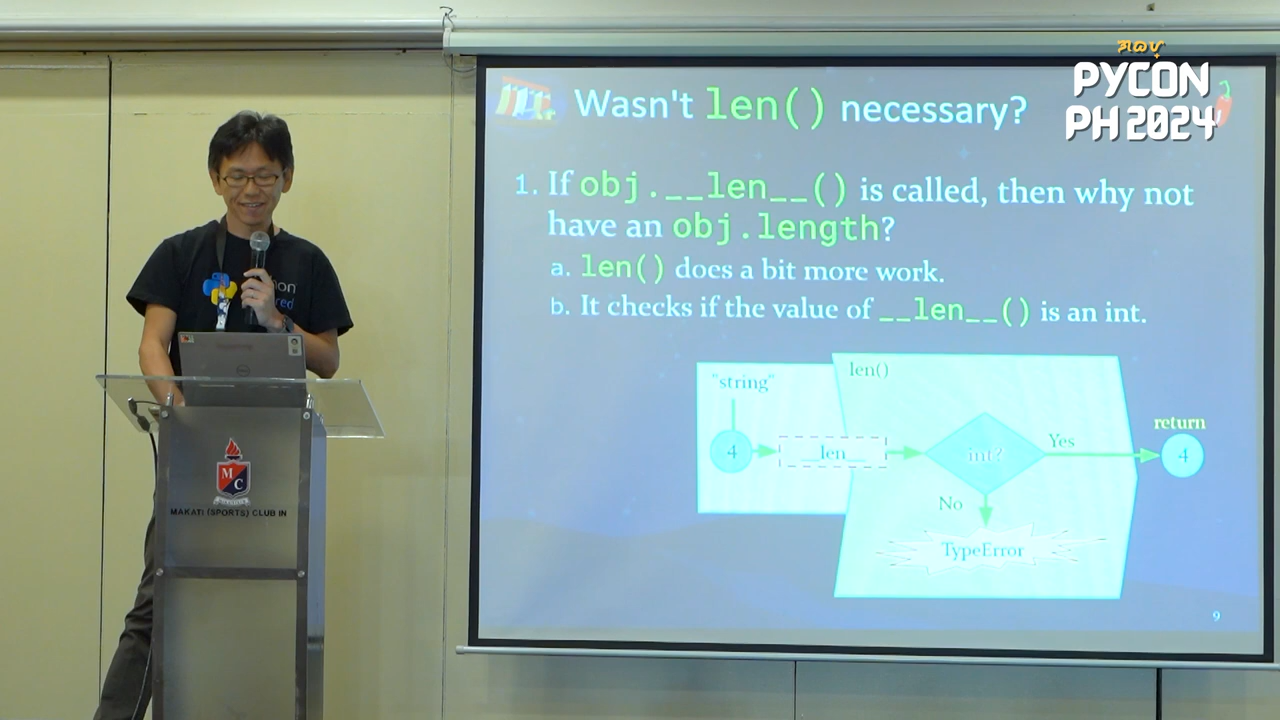 ᜉᜌ᜔
PYCON
PH 2024
Wasn't len() necessary?
1. If obj.__len__() is called, then why not
have an obj.length?
a. len() does a bit more work.
b. It checks if the value of __len__() is an int.
"string"
len()
4
__len__
int?
Yes
return
4
No
TypeError
9
M C
MAKATI (SPORTS) CLUB IN